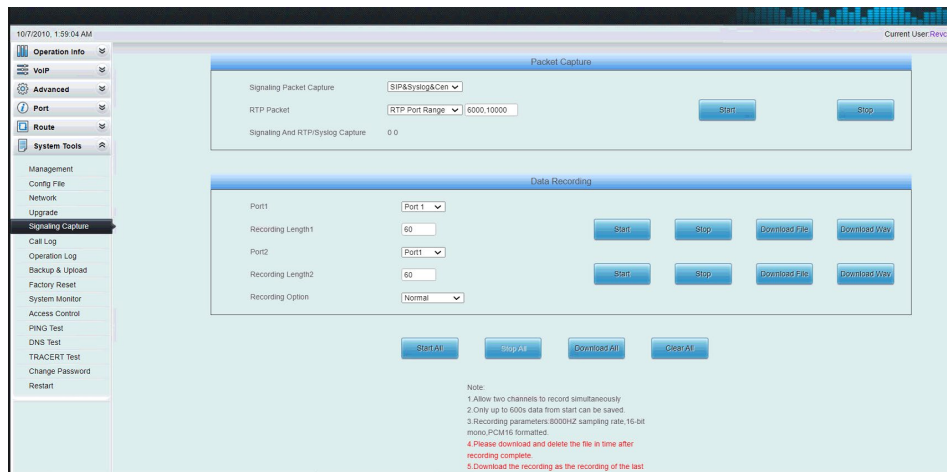 10/7/2010, 1:59:04 AM
Current User:Revc
Operation Info
VoIP
Advanced
Port
Route
System Tools
Management
Config File
Network
Upgrade
Signaling Capture
Call Log
Operation Log
Backup & Upload
Factory Reset
System Monitor
Access Control
PING Test
DNS Test
TRACERT Test
Change Password
Restart
Packet Capture
Signaling Packet Capture SIP&Syslog&Cen
RTP Packet RTP Port Range 6000,10000 Start Stop
Signaling And RTP/Syslog Capture 0 0
Data Recording
Port1 Port 1
Recording Length1 60 Start Stop Download File Download Wav
Port2 Port1
Recording Length2 60 Start Stop Download File Download Wav
Recording Option Normal
Start All Stop All Download All Clear All
Note:
1.Allow two channels to record simultaneously
2.Only up to 600s data from start can be saved.
3.Recording parameters:8000HZ sampling rate,16-bit
mono,PCM16 formatted.
4.Please download and delete the file in time after
recording complete.
5.Download the recording as the recording of the last